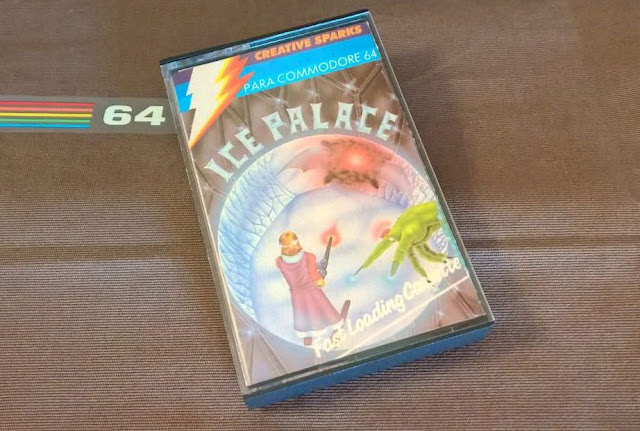 CREATIVE SPARKS
PARA COMMODORE 64
ICE PALACE
Fast Loading Cassette
64